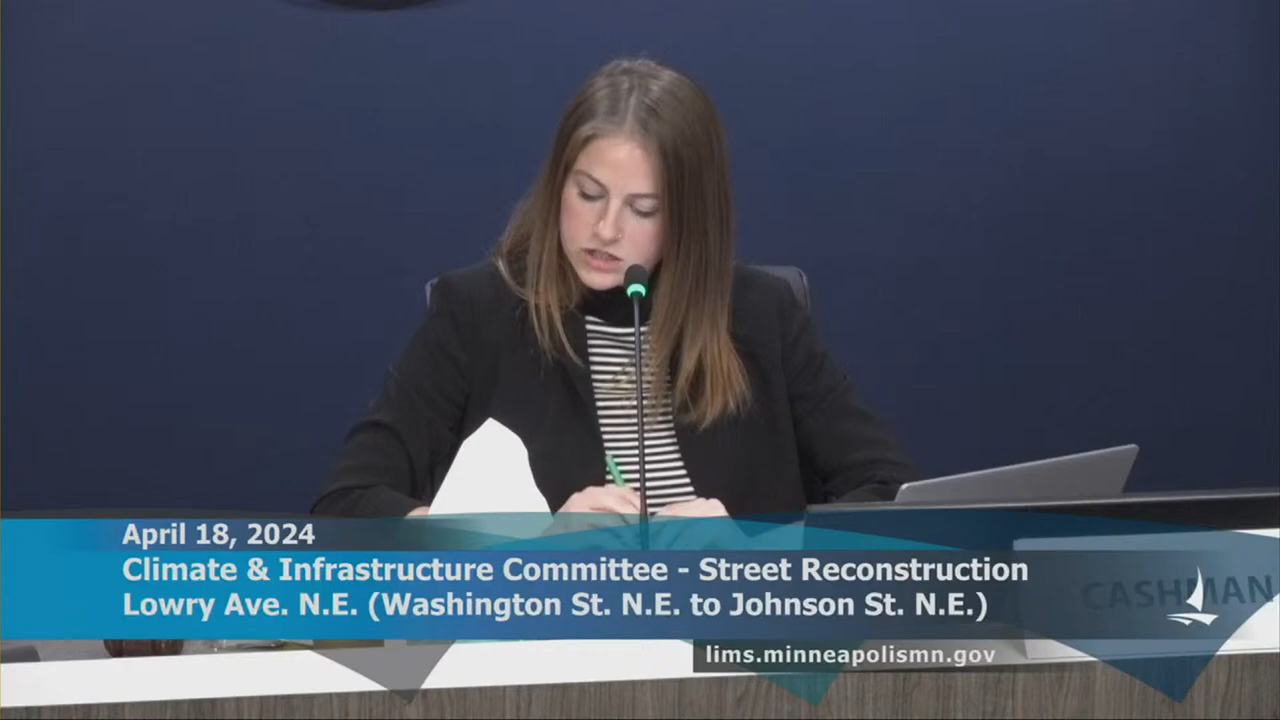 April 18, 2024
Climate & Infrastructure Committee - Street Reconstruction
Lowry Ave. N.E. (Washington St. N.E. to Johnson St. N.E.)
CASHMAN
lims.minneapolismn.gov